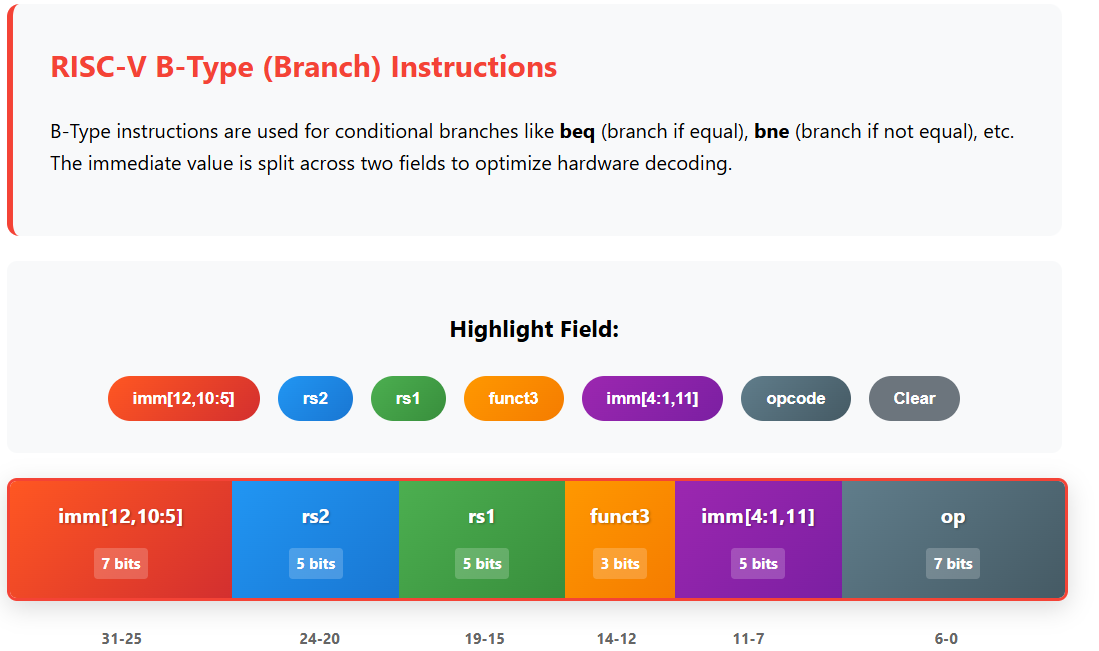 RISC-V B-Type (Branch) Instructions
B-Type instructions are used for conditional branches like beq (branch if equal), bne (branch if not equal), etc.
The immediate value is split across two fields to optimize hardware decoding.
Highlight Field:
imm[12,10:5] rs2 rs1 funct3 imm[4:1,11] opcode Clear
imm[12,10:5] rs2 rs1 funct3 imm[4:1,11] op
7 bits 5 bits 5 bits 3 bits 5 bits 7 bits
31-25 24-20 19-15 14-12 11-7 6-0